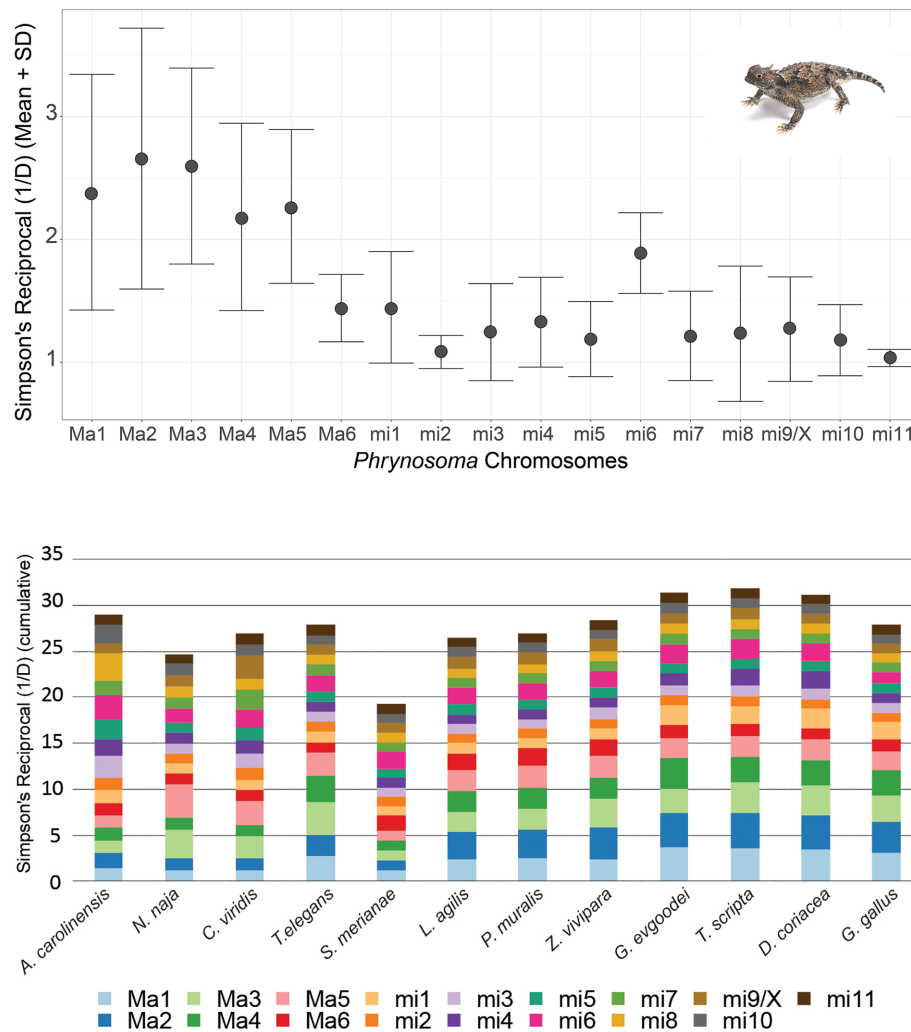 Simpson's Reciprocal (1/D) (Mean + SD)
3
2
1
Ma1 Ma2 Ma3 Ma4 Ma5 Ma6 mi1 mi2 mi3 mi4 mi5 mi6 mi7 mi8 mi9/X mi10 mi11
Phrynosoma Chromosomes
Simpson's Reciprocal (1/D) (cumulative)
35
30
25
20
15
10
5
0
A. carolinensis N. naja C. viridis T.elegans S. merianae L. agilis P. muralis Z. vivipara G. evgoodei T. scripta D. coriacea G. gallus
Ma1 Ma3 Ma5 mi1 mi3 mi5 mi7 mi9/X mi11
Ma2 Ma4 Ma6 mi2 mi4 mi6 mi8 mi10